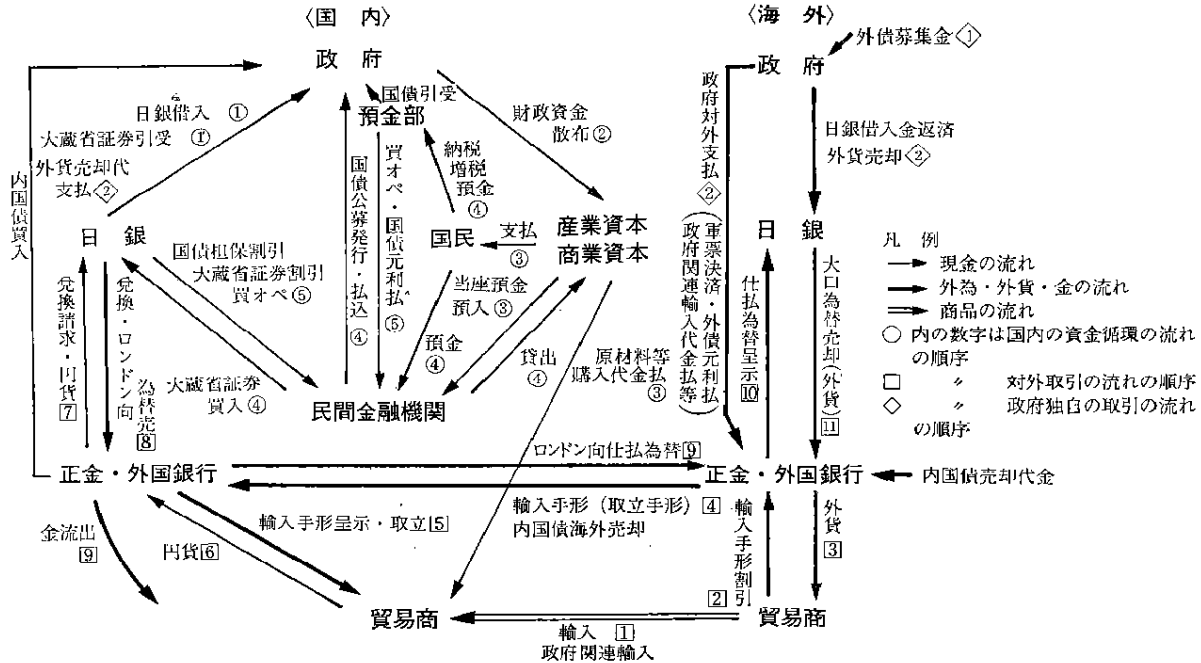 〈国 内〉
政 府
日銀借入 ①
大蔵省証券引受 ①'
外貨売却代
支払◇2
内国債買入
国債引受
預金部
財政資金
散布②
納税
増税
預金
④
買オペ・国債元利払⑤
国債公募発行・払込④
日 銀
国債担保割引
大蔵省証券割引
買オペ⑤
国民
支払
③
産業資本
商業資本
当座預金
預入③
預金
④
貸出
④
原材料等
購入代金払
③
兌換請求・円貨[7]
兌換・ロンドン向
為替売[8]
大蔵省証券
買入④
民間金融機関
正金・外国銀行
ロンドン向仕払為替[9]
輸入手形(取立手形)[4]
内国債海外売却
金流出
[9]
輸入手形呈示・取立[5]
円貨[6]
貿易商
輸入 [1]
政府関連輸入
〈海 外〉
外債募集金◇1
政 府
政府対外支払◇2
(軍票決済・外債元利払
政府関連輸入代金払等)
日銀借入金返済
外貨売却◇2
日 銀
仕払為替呈示[10]
大口為替売却(外貨)[11]
正金・外国銀行
内国債売却代金
輸入手形割引
[2]
外貨
[3]
貿易商
凡 例
現金の流れ
外為・外貨・金の流れ
商品の流れ
○ 内の数字は国内の資金循環の流れ
の順序
□ 〃 対外取引の流れの順序
◇ 〃 政府独自の取引の流れ
の順序